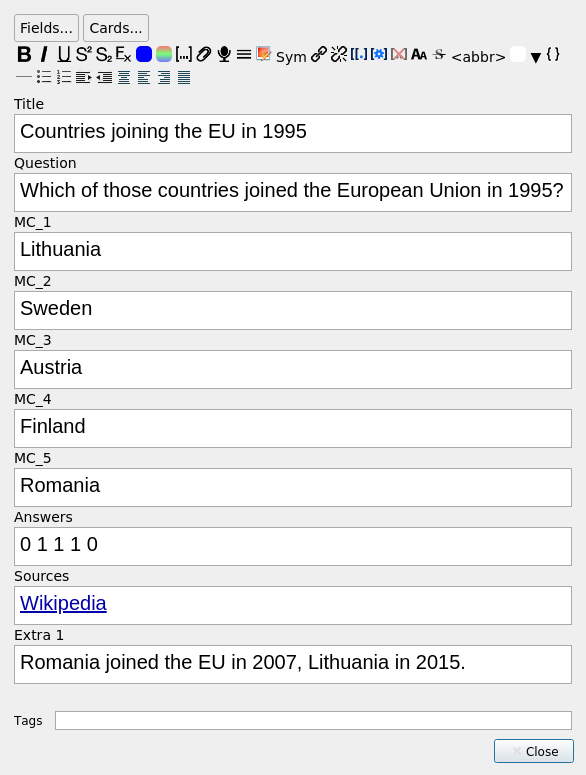 Fields... Cards...
B I U S² S₂ Ex [...] Sym [[.] [ ] [ ] AA S <abbr> ▼ { }
Title
Countries joining the EU in 1995
Question
Which of those countries joined the European Union in 1995?
MC_1
Lithuania
MC_2
Sweden
MC_3
Austria
MC_4
Finland
MC_5
Romania
Answers
0 1 1 1 0
Sources
Wikipedia
Extra 1
Romania joined the EU in 2007, Lithuania in 2015.
Tags
Close